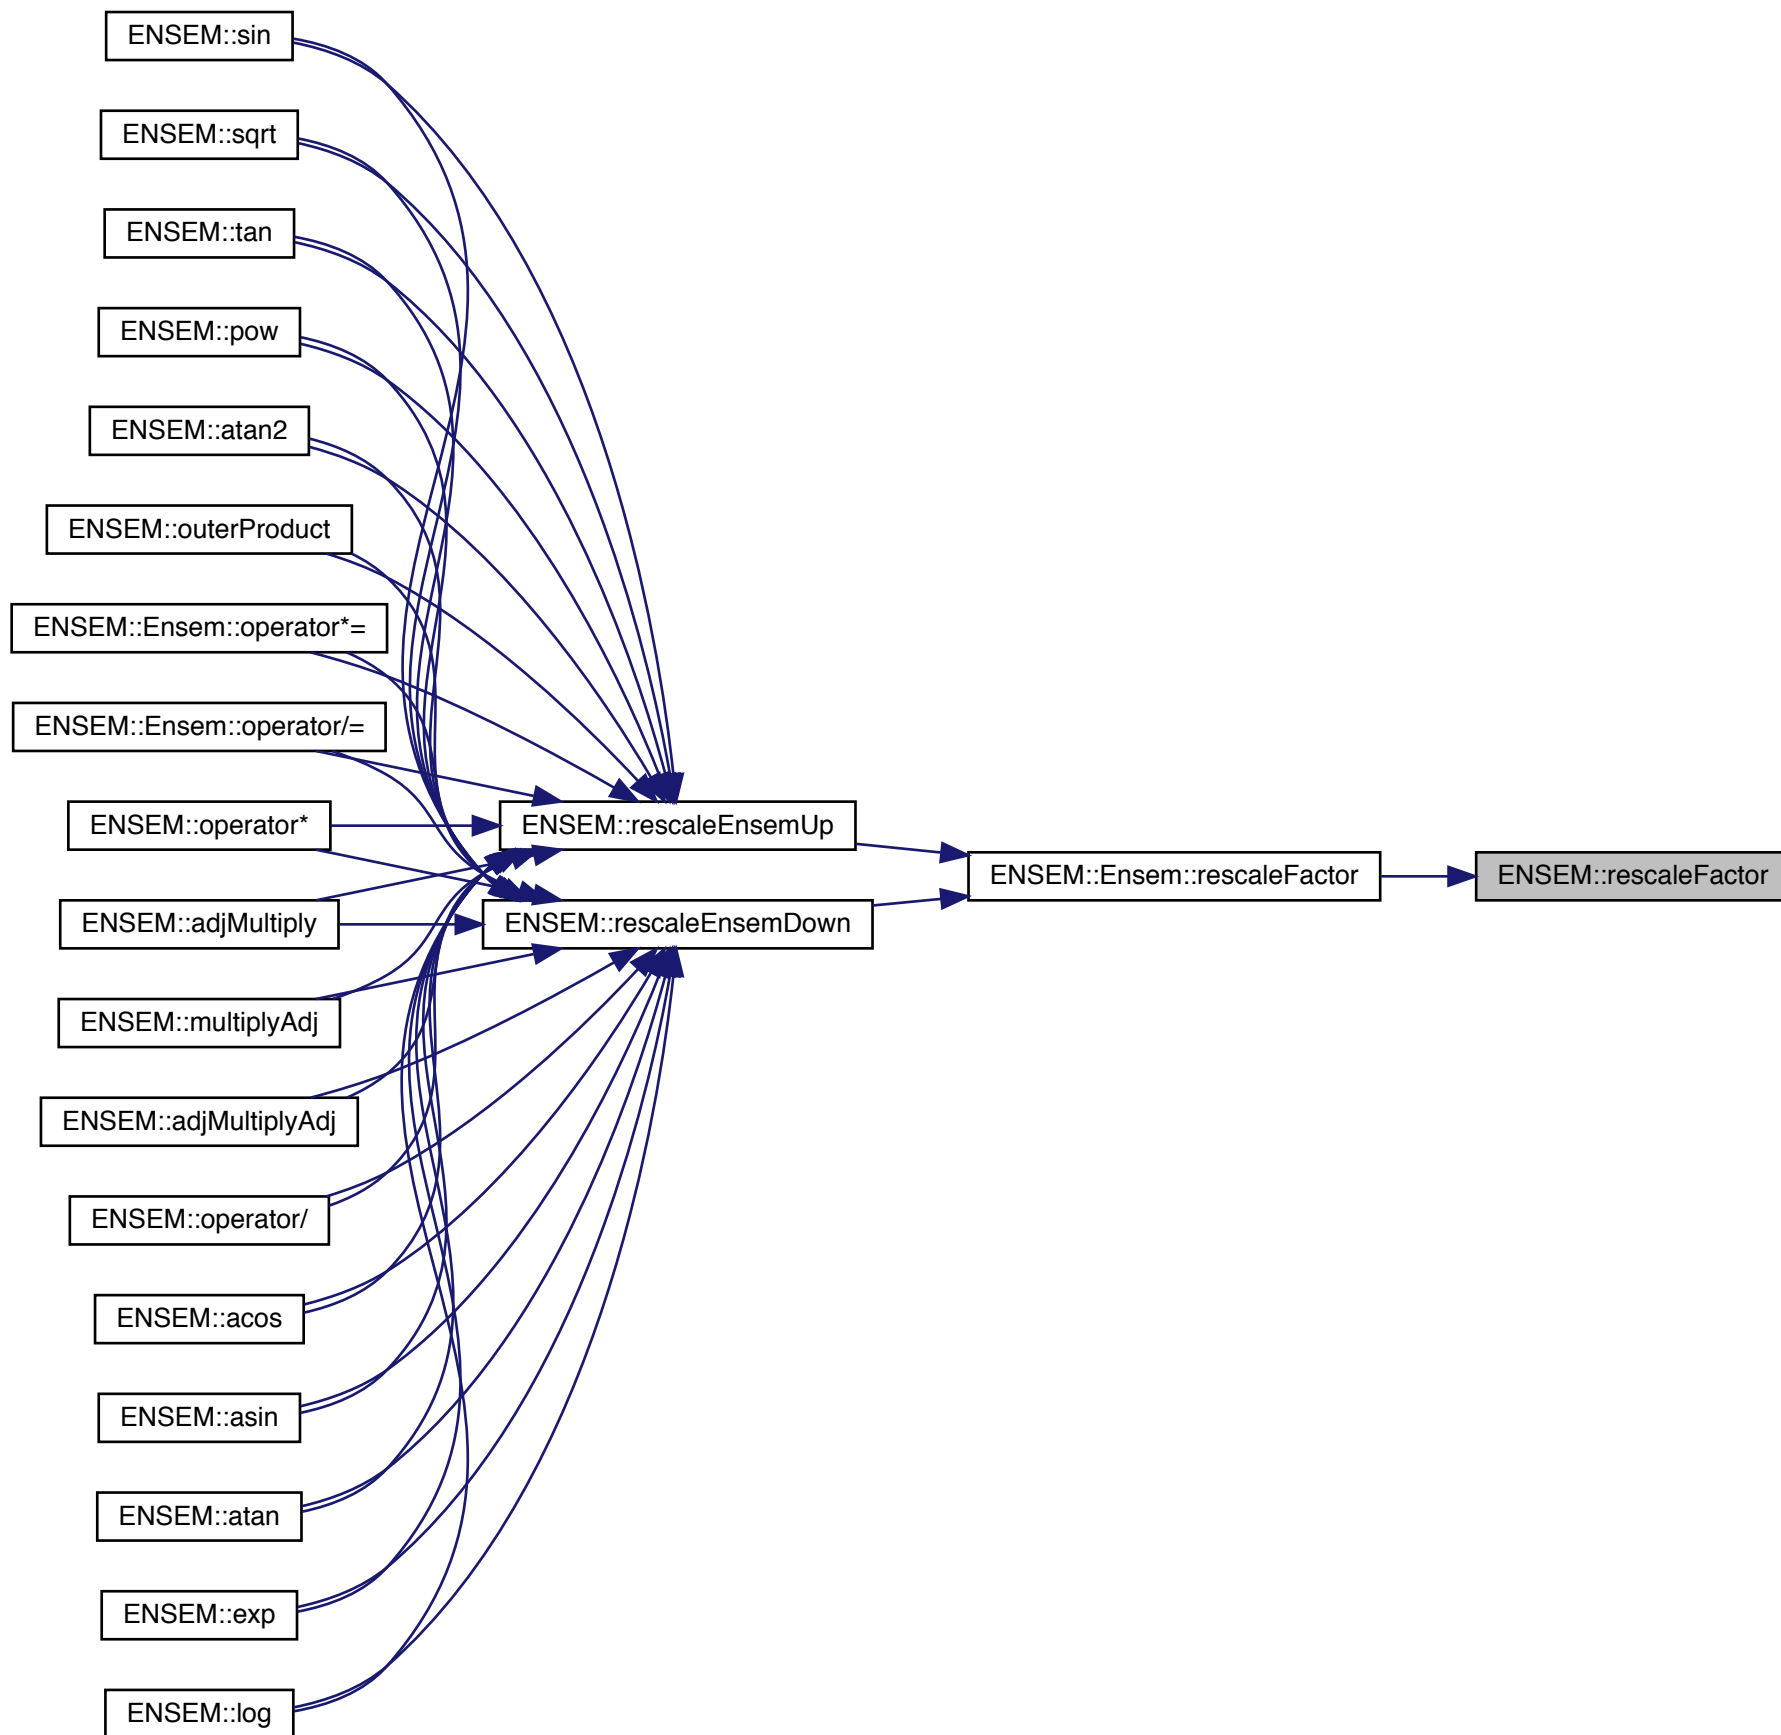 ENSEM::sin
ENSEM::sqrt
ENSEM::tan
ENSEM::pow
ENSEM::atan2
ENSEM::outerProduct
ENSEM::Ensem::operator*=
ENSEM::Ensem::operator/=
ENSEM::operator*
ENSEM::adjMultiply
ENSEM::multiplyAdj
ENSEM::adjMultiplyAdj
ENSEM::operator/
ENSEM::acos
ENSEM::asin
ENSEM::atan
ENSEM::exp
ENSEM::log
ENSEM::rescaleEnsemUp
ENSEM::rescaleEnsemDown
ENSEM::Ensem::rescaleFactor
ENSEM::rescaleFactor